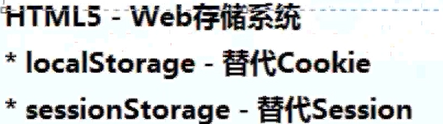 HTML5 - Web存储系统
* localStorage - 替代Cookie
* sessionStorage - 替代Session